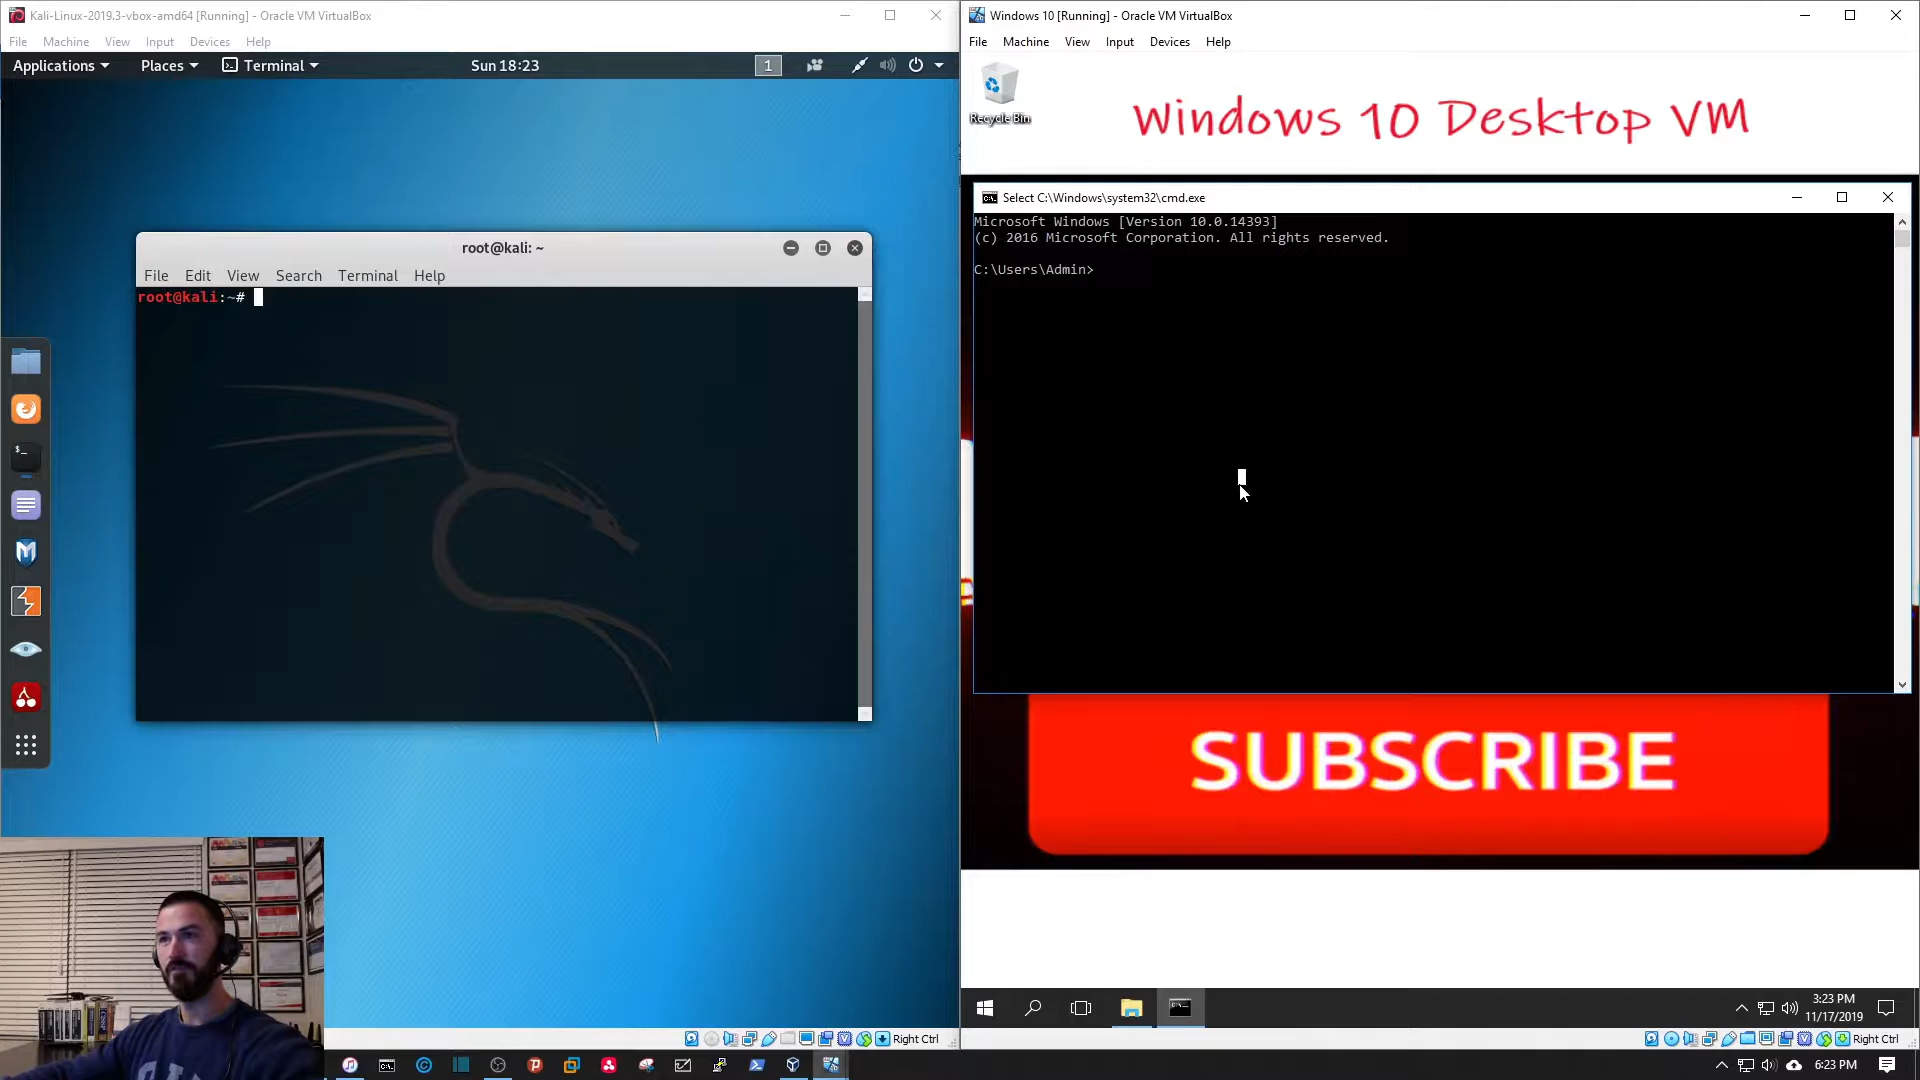 Kali-Linux-2019.3-vbox-amd64 [Running] - Oracle VM VirtualBox
File Machine View Input Devices Help
Applications Places Terminal Sun 18:23 1
root@kali: ~
File Edit View Search Terminal Help
root@kali:~#
Right Ctrl
Windows 10 [Running] - Oracle VM VirtualBox
File Machine View Input Devices Help
Recycle Bin
Windows 10 Desktop VM
Select C:\Windows\system32\cmd.exe
Microsoft Windows [Version 10.0.14393]
(c) 2016 Microsoft Corporation. All rights reserved.
C:\Users\Admin>
SUBSCRIBE
3:23 PM
11/17/2019
Right Ctrl
6:23 PM